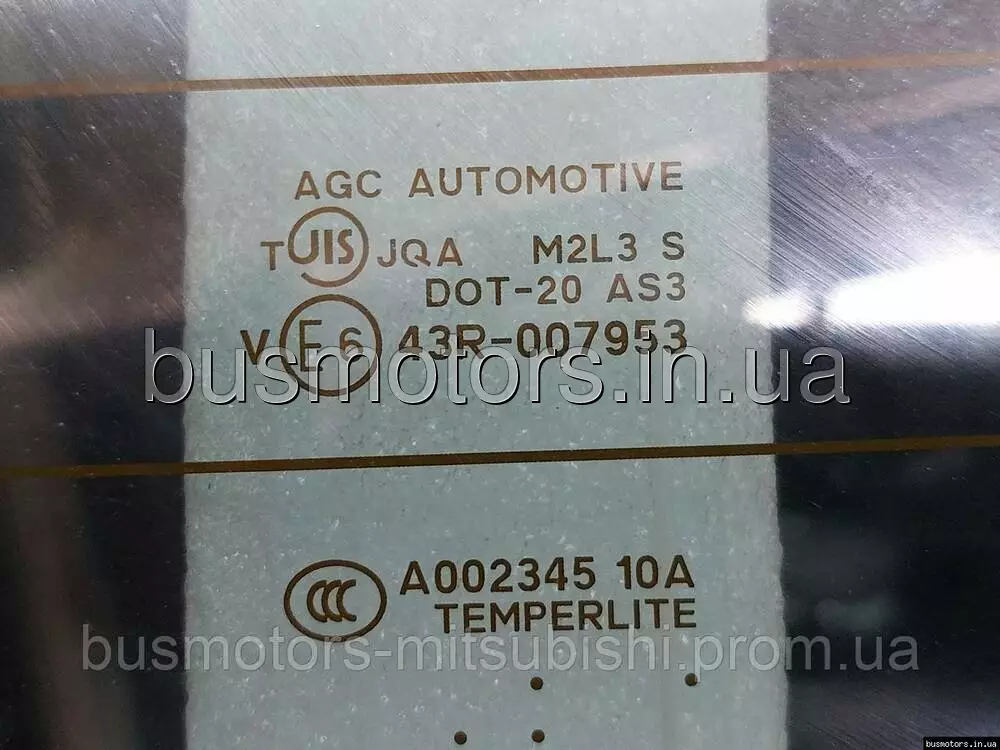 AGC AUTOMOTIVE
T JIS JQA M2L3 S
DOT-20 AS3
V E6 43R-007953
busmotors.in.ua
CCC A002345 10A
TEMPERLITE
busmotors-mitsubishi.prom.ua
busmotors.in.ua